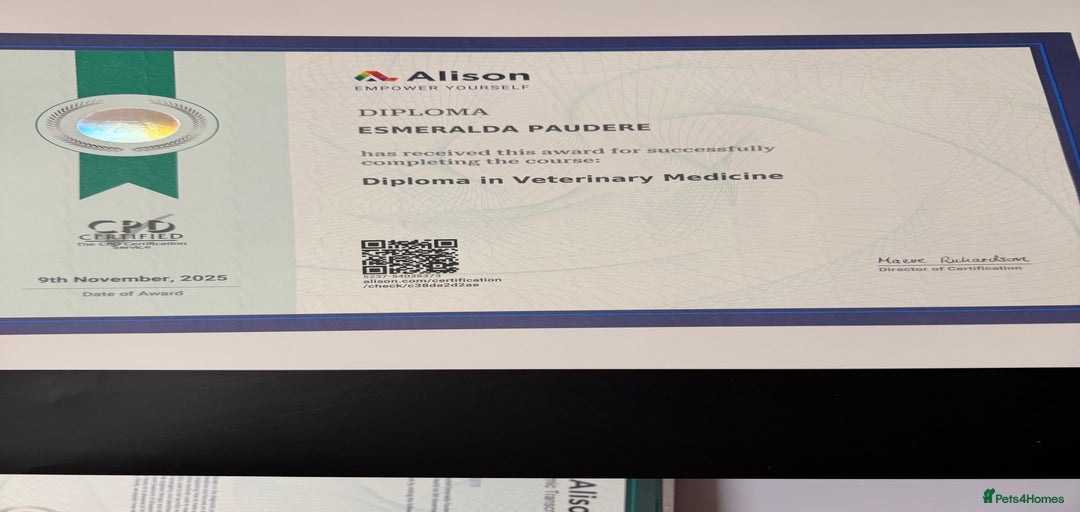 Alison
EMPOWER YOURSELF
DIPLOMA
ESMERALDA PAUDERE
has received this award for successfully
completing the course:
Diploma in Veterinary Medicine
CPD
CERTIFIED
The CPD Certification
Service
9th November, 2025
Date of Award
alison.com/certification
/check/c38da2d2ae
Maeve Richardson
Director of Certification
Pets4Homes